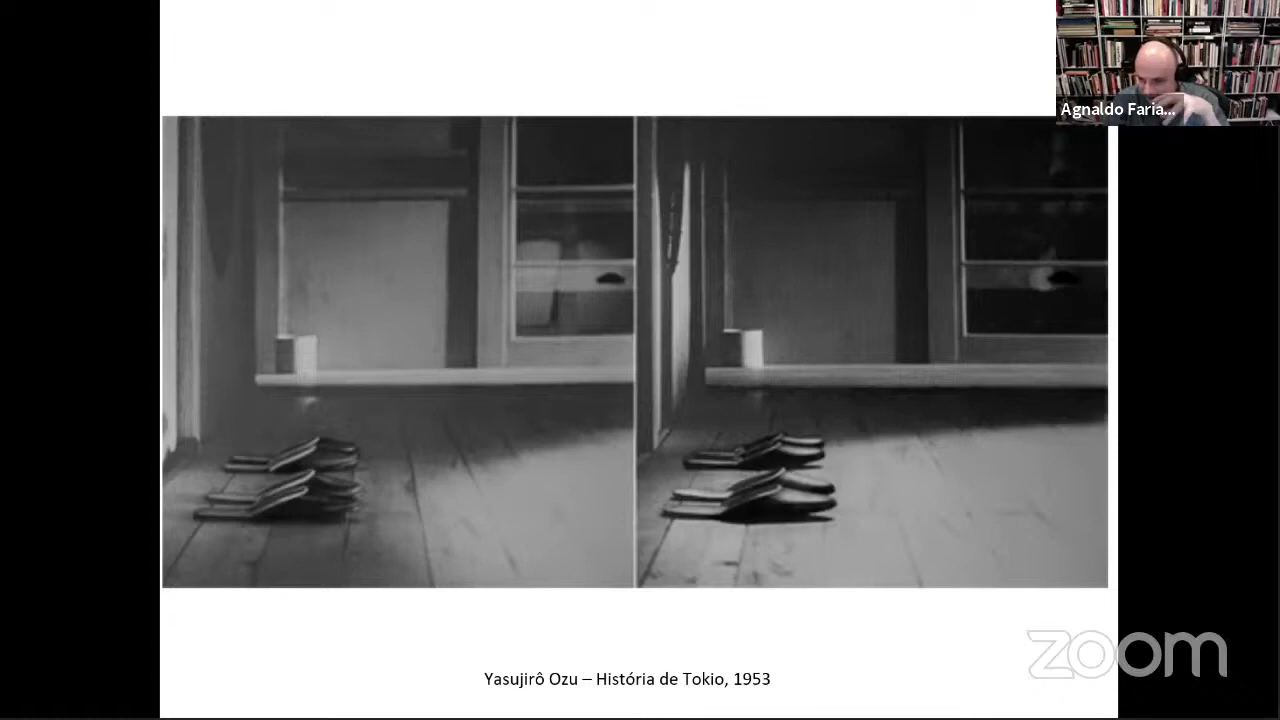 Agnaldo Faria...
zoom
Yasujirô Ozu – História de Tokio, 1953